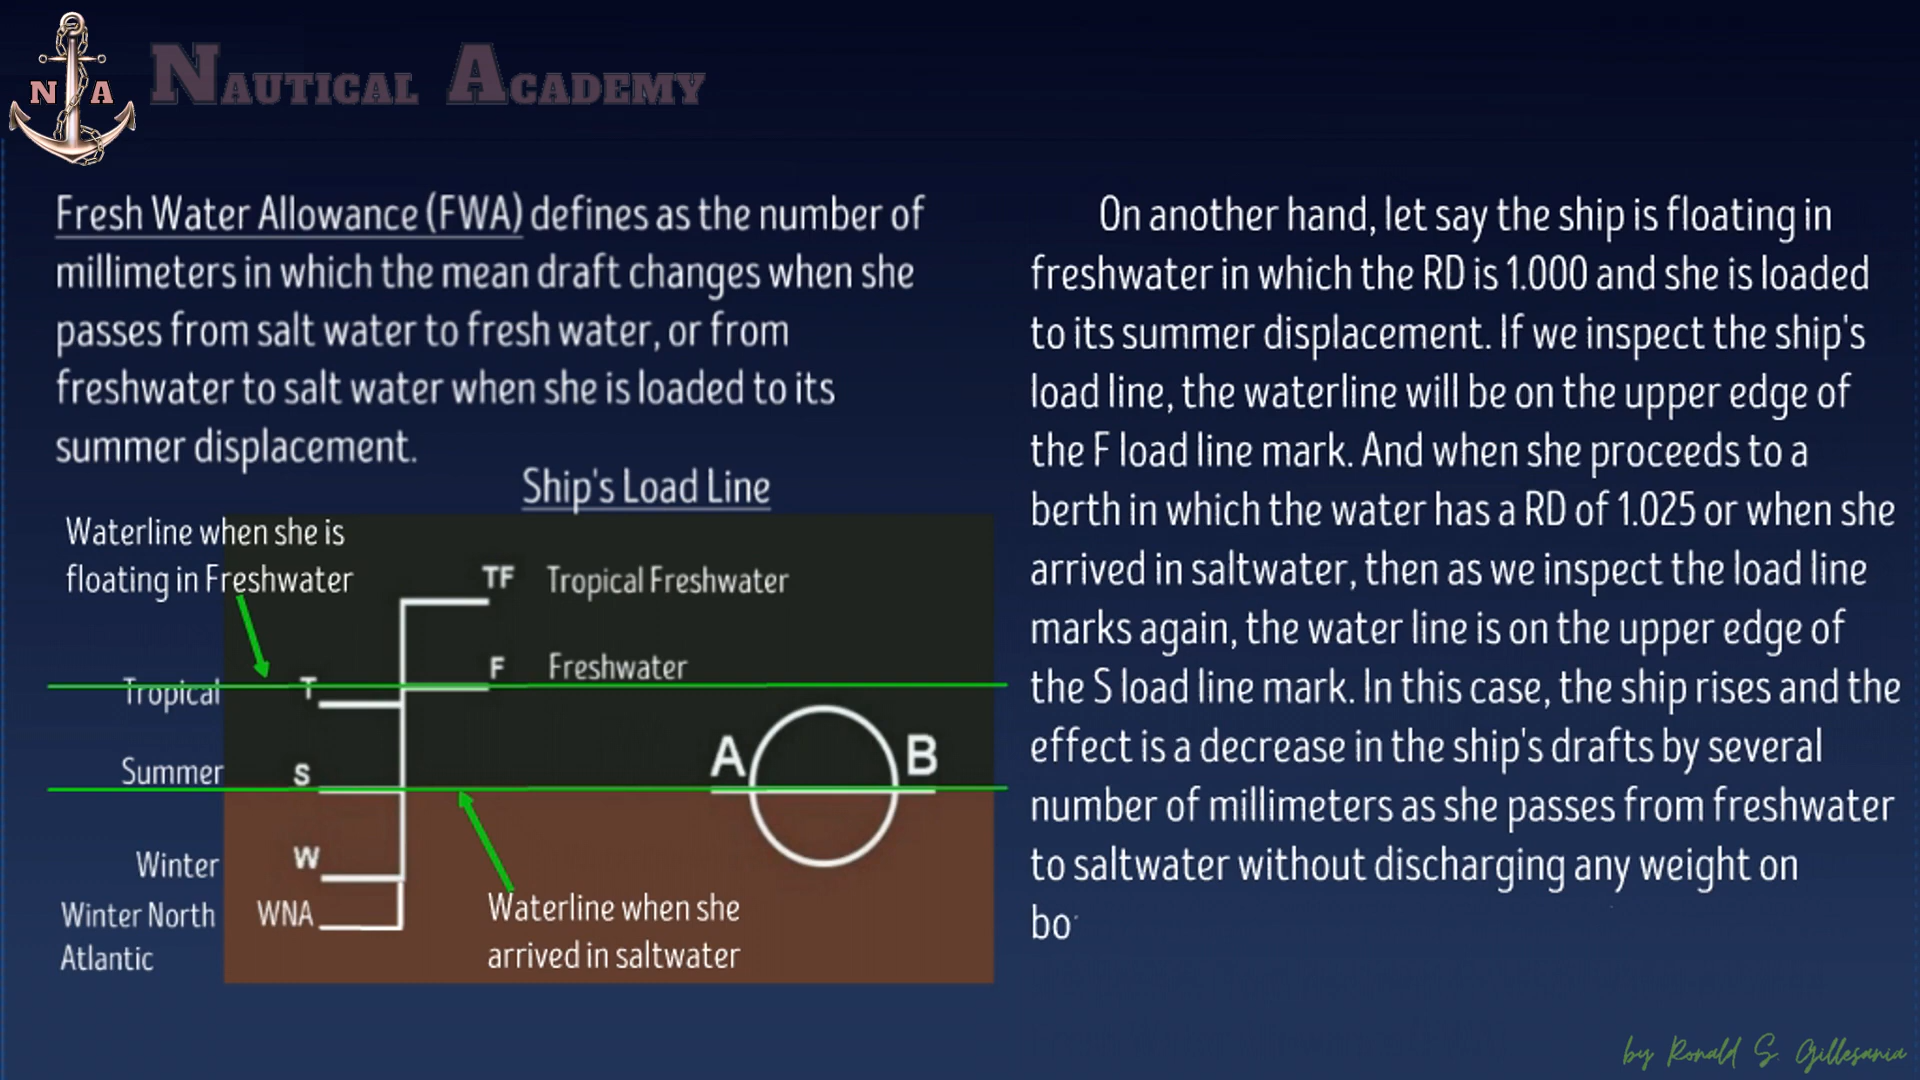 N A
NAUTICAL ACADEMY
Fresh Water Allowance (FWA) defines as the number of
millimeters in which the mean draft changes when she
passes from salt water to fresh water, or from
freshwater to salt water when she is loaded to its
summer displacement.
Ship's Load Line
Waterline when she is
floating in Freshwater
TF Tropical Freshwater
F Freshwater
Tropical T
A B
Summer S
Winter W
Winter North
Atlantic
WNA
Waterline when she
arrived in saltwater
On another hand, let say the ship is floating in
freshwater in which the RD is 1.000 and she is loaded
to its summer displacement. If we inspect the ship's
load line, the waterline will be on the upper edge of
the F load line mark. And when she proceeds to a
berth in which the water has a RD of 1.025 or when she
arrived in saltwater, then as we inspect the load line
marks again, the water line is on the upper edge of
the S load line mark. In this case, the ship rises and the
effect is a decrease in the ship's drafts by several
number of millimeters as she passes from freshwater
to saltwater without discharging any weight on
bo
by Ronald S. Gillesania